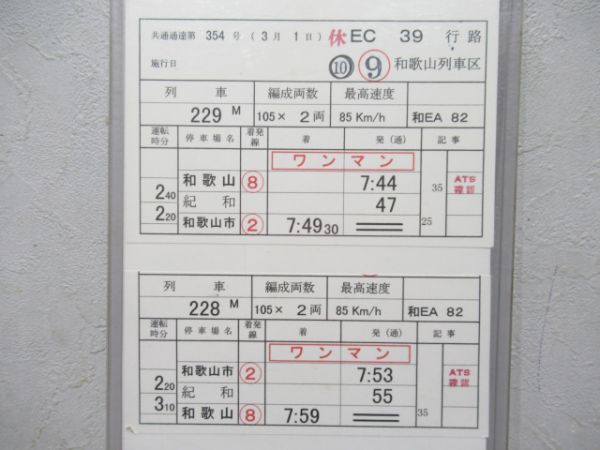 共通通達第 354 号 (3月 1日) 休 EC 39 行路
施行日 ⑩ ⑨ 和歌山列車区
列 車 編成両数 最高速度
229 M 105× 2両 85 Km/h 和EA 82
運転時分 停車場名 着発線 着 発(通) 記事
ワンマン
和歌山 ⑧ 7:44 35 ATS確認
2 40 紀和 47
2 20 和歌山市 ② 7:49 30 25
列 車 編成両数 最高速度
228 M 105× 2両 85 Km/h 和EA 82
運転時分 停車場名 着発線 着 発(通) 記事
ワンマン
和歌山市 ② 7:53 ATS確認
2 20 紀和 55
3 10 和歌山 ⑧ 7:59 35